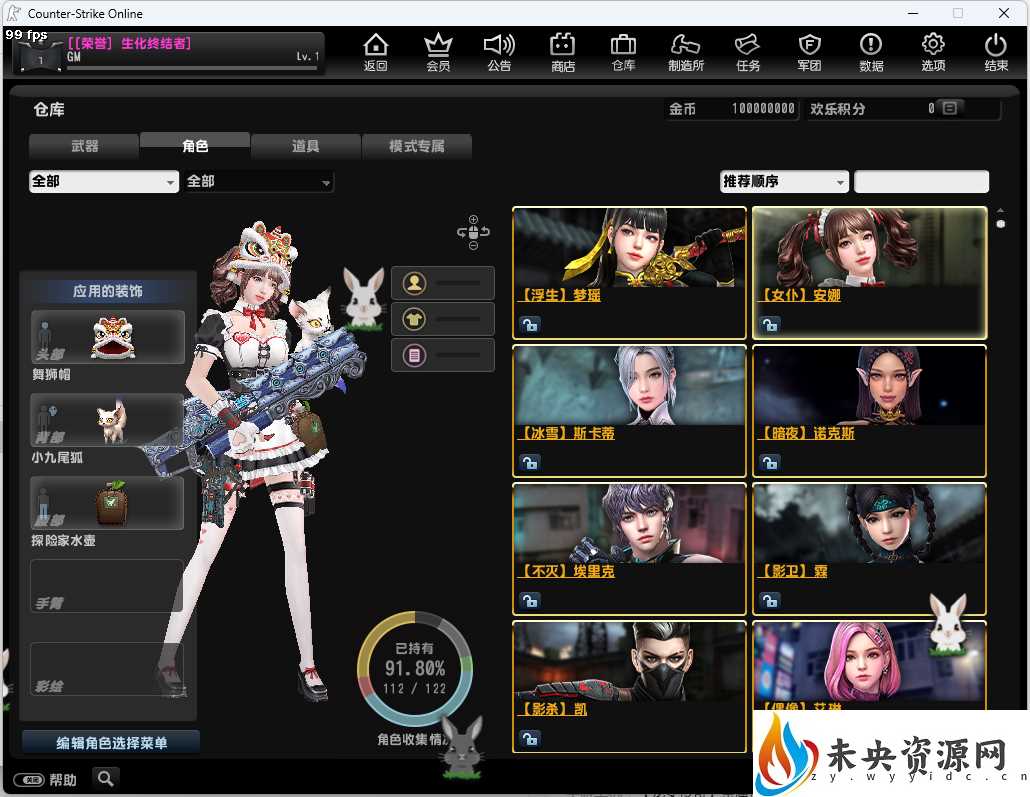 Counter-Strike Online
99 fps
[[荣誉] 生化终结者]
1
GM
Lv. 1
返回
会员
公告
商店
仓库
制造所
任务
军团
数据
选项
结束
仓库
金币 100000000
欢乐积分 0
武器
角色
道具
模式专属
全部
全部
推荐顺序
应用的装饰
头部
舞狮帽
背部
小九尾狐
腰部
探险家水壶
手臂
彩绘
编辑角色选择菜单
已持有
91.80%
112 / 122
角色收集情
【浮生】梦瑶
【女仆】安娜
【冰雪】斯卡蒂
【暗夜】诺克斯
【不灭】埃里克
【影卫】霖
【影杀】凯
【偶像】艾琳
帮助
未央资源网
zy.wyyidc.cn